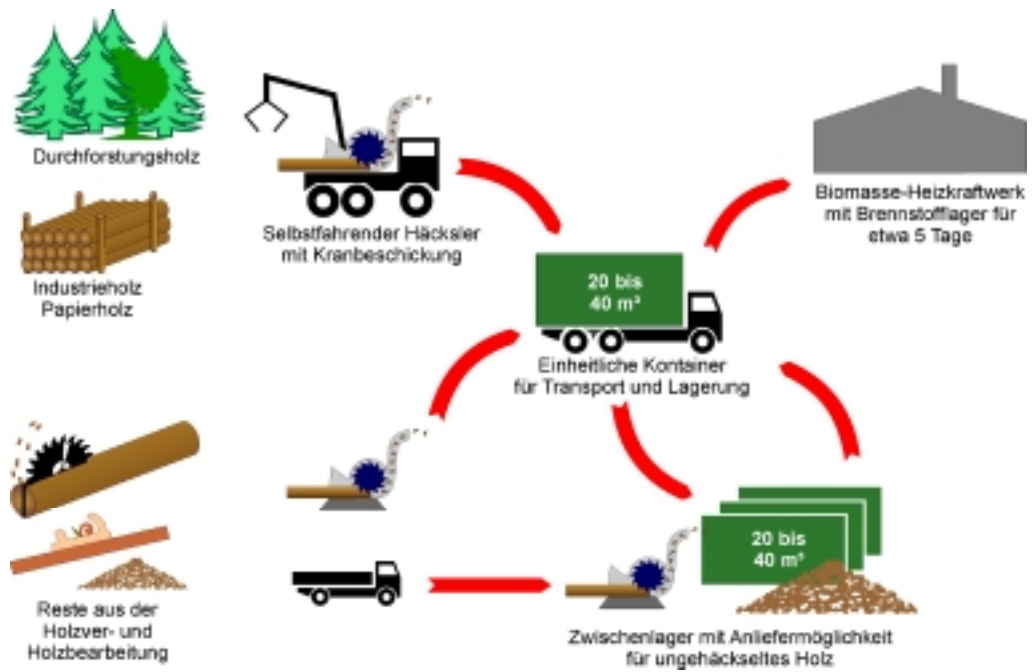 Durchforstungsholz
Industrieholz
Papierholz
Reste aus der
Holzver- und
Holzbearbeitung
Selbstfahrender Häcksler
mit Kranbeschickung
20 bis
40 m³
Einheitliche Kontainer
für Transport und Lagerung
Biomasse-Heizkraftwerk
mit Brennstofflager für
etwa 5 Tage
20 bis
40 m³
Zwischenlager mit Anliefermöglichkeit
für ungehäckseltes Holz